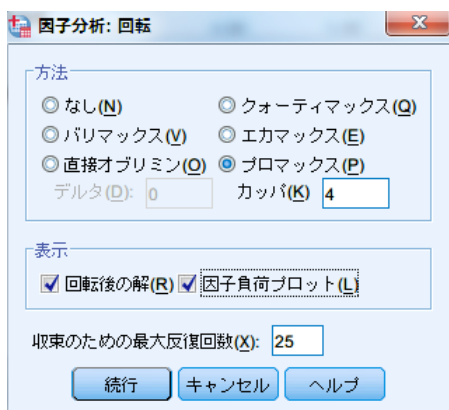 因子分析: 回転
方法
なし(N) クォーティマックス(Q)
バリマックス(V) エカマックス(E)
直接オブリミン(O) プロマックス(P)
デルタ(D): 0 カッパ(K) 4
表示
回転後の解(R) 因子負荷プロット(L)
収束のための最大反復回数(X): 25
続行 キャンセル ヘルプ